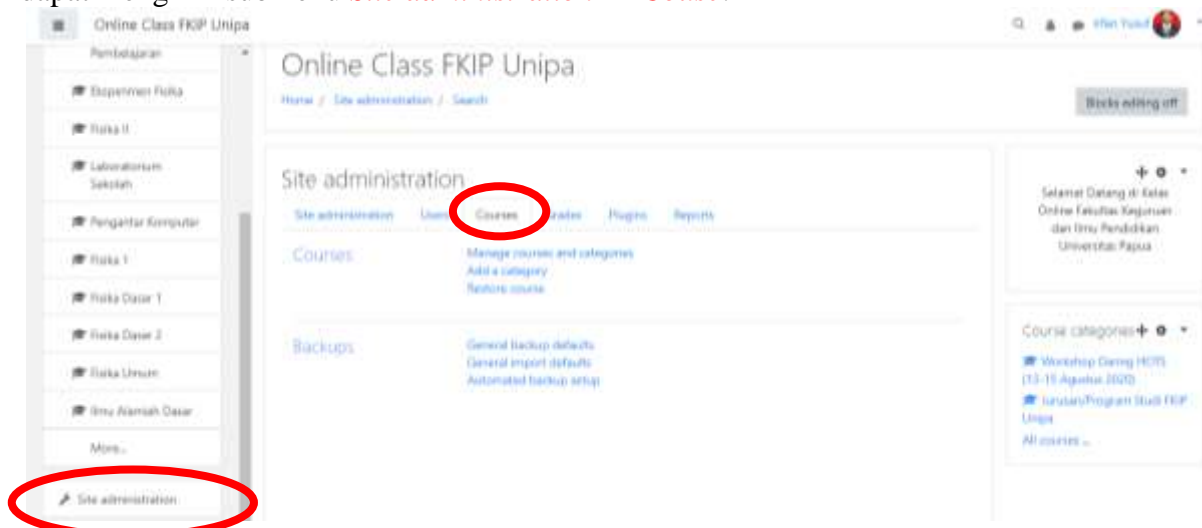 Online Class FKIP Unipa
Irfan Yusuf
Pembelajaran
Eksperimen Fisika
Fisika II
Laboratorium
Sekolah
Pengantar Komputer
Fisika 1
Fisika Dasar 1
Fisika Dasar 2
Fisika Umum
Ilmu Alamiah Dasar
More...
Site administration
Online Class FKIP Unipa
Home / Site administration / Search
Blocks editing off
Site administration
Site administration Users Courses Grades Plugins Reports
Courses
Manage courses and categories
Add a category
Restore course
Backups
General backup defaults
General import defaults
Automated backup setup
Selamat Datang di Kelas
Online Fakultas Keguruan
dan Ilmu Pendidikan
Universitas Papua
Course categories
Workshop Daring HOTS
(13-15 Agustus 2020)
Jurusan/Program Studi FKIP
Unipa
All courses ...